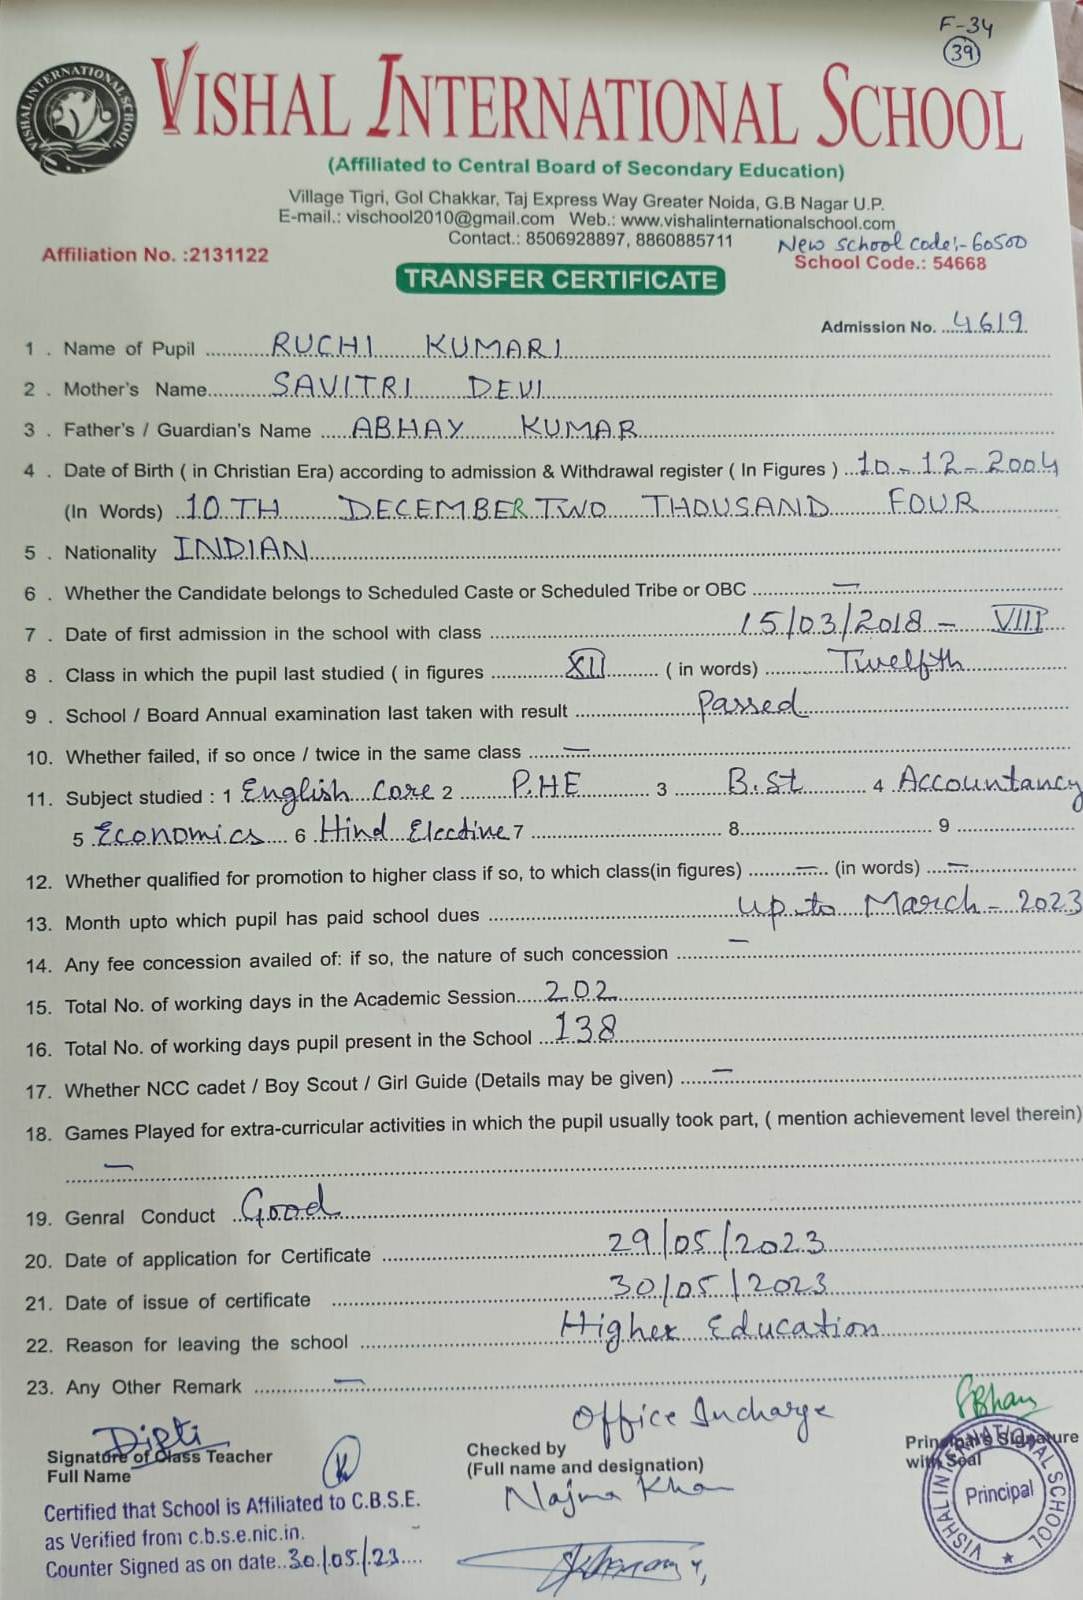 F-34
39
VISHAL INTERNATIONAL SCHOOL
VISHAL INTERNATIONAL SCHOOL
(Affiliated to Central Board of Secondary Education)
Village Tigri, Gol Chakkar, Taj Express Way Greater Noida, G.B Nagar U.P.
E-mail.: vischool2010@gmail.com Web.: www.vishalinternationalschool.com
Contact.: 8506928897, 8860885711 New school code:- 60500
Affiliation No. :2131122 School Code.: 54668
TRANSFER CERTIFICATE
Admission No. 4619
1 . Name of Pupil RUCHI KUMARI
2 . Mother's Name SAVITRI DEVI
3 . Father's / Guardian's Name ABHAY KUMAR
4 . Date of Birth ( in Christian Era) according to admission & Withdrawal register ( In Figures ) 10-12-2004
(In Words) 10TH DECEMBER TWO THOUSAND FOUR
5 . Nationality INDIAN
6 . Whether the Candidate belongs to Scheduled Caste or Scheduled Tribe or OBC —
7 . Date of first admission in the school with class 15/03/2018 - VIII
8 . Class in which the pupil last studied ( in figures XII ( in words) Twelfth
9 . School / Board Annual examination last taken with result Passed
10. Whether failed, if so once / twice in the same class —
11. Subject studied : 1 English Core 2 P.HE 3 B.St 4 Accountancy
5 Economics 6 Hind Elective 7 8 9
12. Whether qualified for promotion to higher class if so, to which class(in figures) — (in words) —
13. Month upto which pupil has paid school dues up to March - 2023
14. Any fee concession availed of: if so, the nature of such concession —
15. Total No. of working days in the Academic Session 202
16. Total No. of working days pupil present in the School 138
17. Whether NCC cadet / Boy Scout / Girl Guide (Details may be given) —
18. Games Played for extra-curricular activities in which the pupil usually took part, ( mention achievement level therein)
—
19. Genral Conduct Good
20. Date of application for Certificate 29/05/2023
21. Date of issue of certificate 30/05/2023
22. Reason for leaving the school Higher Education
23. Any Other Remark —
Dipti Office Incharge
Signature of Class Teacher Checked by Principal's Signature
Full Name (Full name and designation) with Seal
Najma Khan
VISHAL INTERNATIONAL SCHOOL
Principal
Certified that School is Affiliated to C.B.S.E.
as Verified from c.b.s.e.nic.in.
Counter Signed as on date 30/05/23